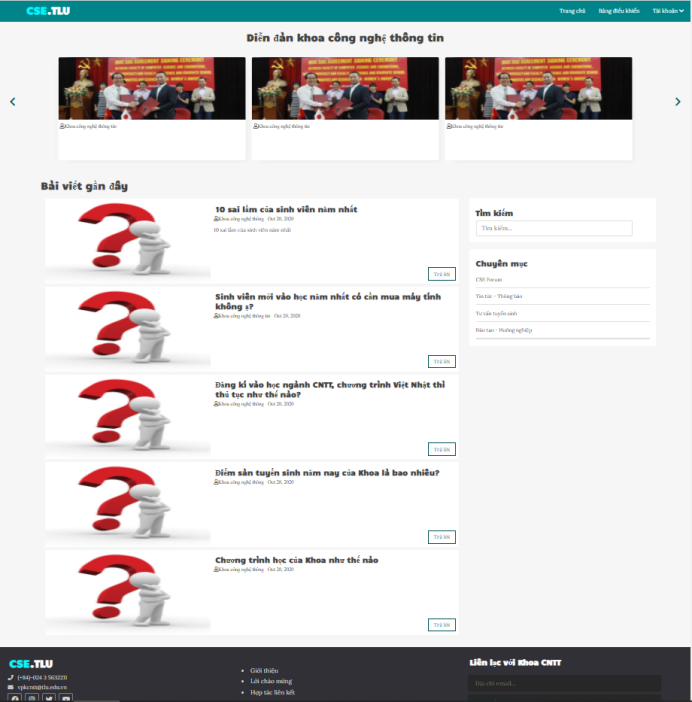 CSE.TLU
Trang chủ
Bảng điều khiển
Tài khoản
Diễn đàn khoa công nghệ thông tin
Khoa công nghệ thông tin
Khoa công nghệ thông tin
Khoa công nghệ thông tin
Bài viết gần đây
10 sai lầm của sinh viên năm nhất
Khoa công nghệ thông Oct 20, 2020
10 sai lầm của sinh viên năm nhất
Trả lời
Sinh viên mới vào học năm nhất có cần mua máy tính
không ạ?
Khoa công nghệ thông tin Oct 20, 2020
Trả lời
Đăng kí vào học ngành CNTT, chương trình Việt Nhật thì
thủ tục như thế nào?
Khoa công nghệ thông Oct 20, 2020
Trả lời
Điểm sàn tuyển sinh năm nay của Khoa là bao nhiêu?
Khoa công nghệ thông Oct 20, 2020
Trả lời
Chương trình học của Khoa như thế nào
Khoa công nghệ thông Oct 20, 2020
Trả lời
Tìm kiếm
Tìm kiếm...
Chuyên mục
CSE Forum
Tin tức - Thông báo
Tư vấn tuyển sinh
Đào tạo - Hướng nghiệp
CSE.TLU
(+84)-024 3 5632211
vpkcntt@tlu.edu.vn
Giới thiệu
Lời chào mừng
Hợp tác liên kết
Liên lạc với Khoa CNTT
Địa chỉ email...